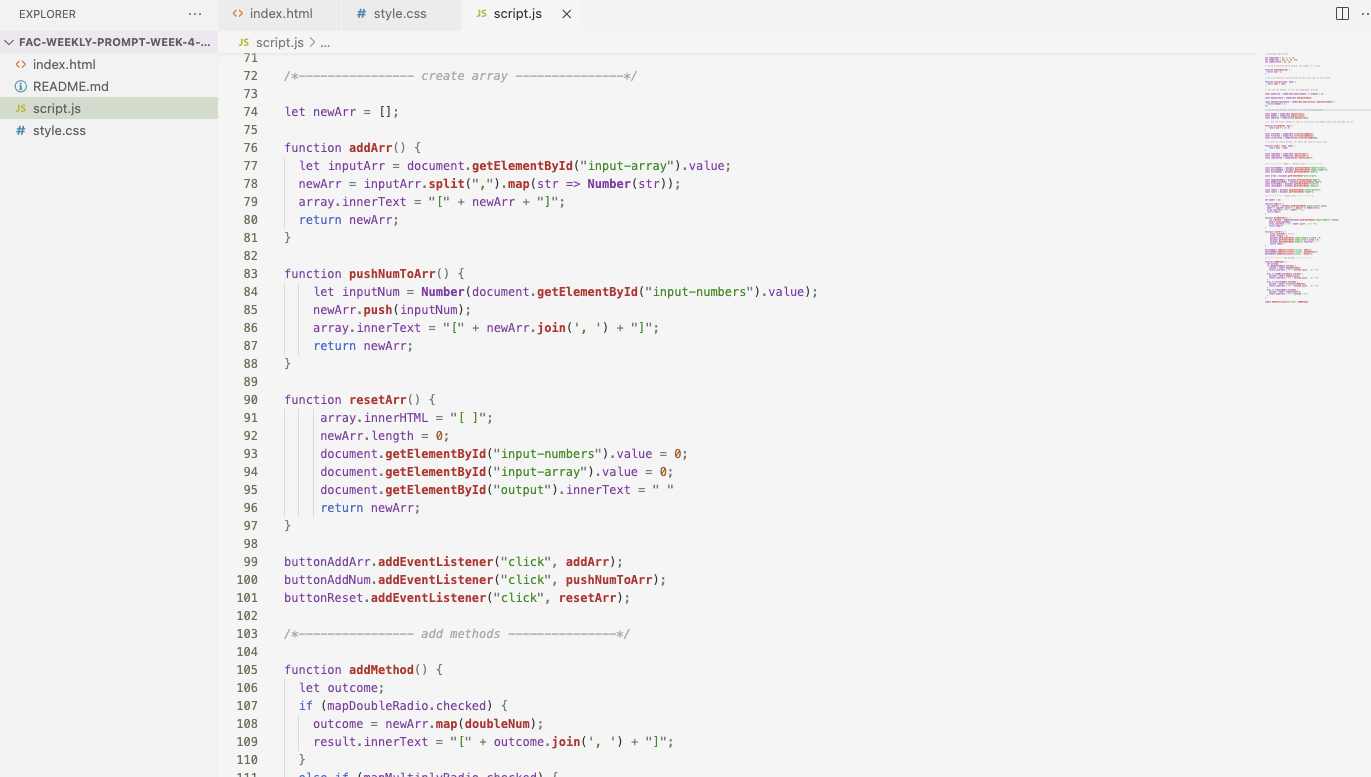 EXPLORER ...
index.html
style.css
JS script.js
FAC-WEEKLY-PROMPT-WEEK-4-...
index.html
README.md
JS script.js
# style.css
JS script.js > ...
71
72 /*---------------- create array ---------------*/
73
74 let newArr = [];
75
76 function addArr() {
77 let inputArr = document.getElementById("input-array").value;
78 newArr = inputArr.split(",").map(str => Number(str));
79 array.innerText = "[" + newArr + "]";
80 return newArr;
81 }
82
83 function pushNumToArr() {
84 let inputNum = Number(document.getElementById("input-numbers").value);
85 newArr.push(inputNum);
86 array.innerText = "[" + newArr.join(', ') + "]";
87 return newArr;
88 }
89
90 function resetArr() {
91 array.innerHTML = "[ ]";
92 newArr.length = 0;
93 document.getElementById("input-numbers").value = 0;
94 document.getElementById("input-array").value = 0;
95 document.getElementById("output").innerText = " "
96 return newArr;
97 }
98
99 buttonAddArr.addEventListener("click", addArr);
100 buttonAddNum.addEventListener("click", pushNumToArr);
101 buttonReset.addEventListener("click", resetArr);
102
103 /*---------------- add methods ---------------*/
104
105 function addMethod() {
106 let outcome;
107 if (mapDoubleRadio.checked) {
108 outcome = newArr.map(doubleNum);
109 result.innerText = "[" + outcome.join(', ') + "]";
110 }
111 else if (mapMultiplyRadio.checked) {